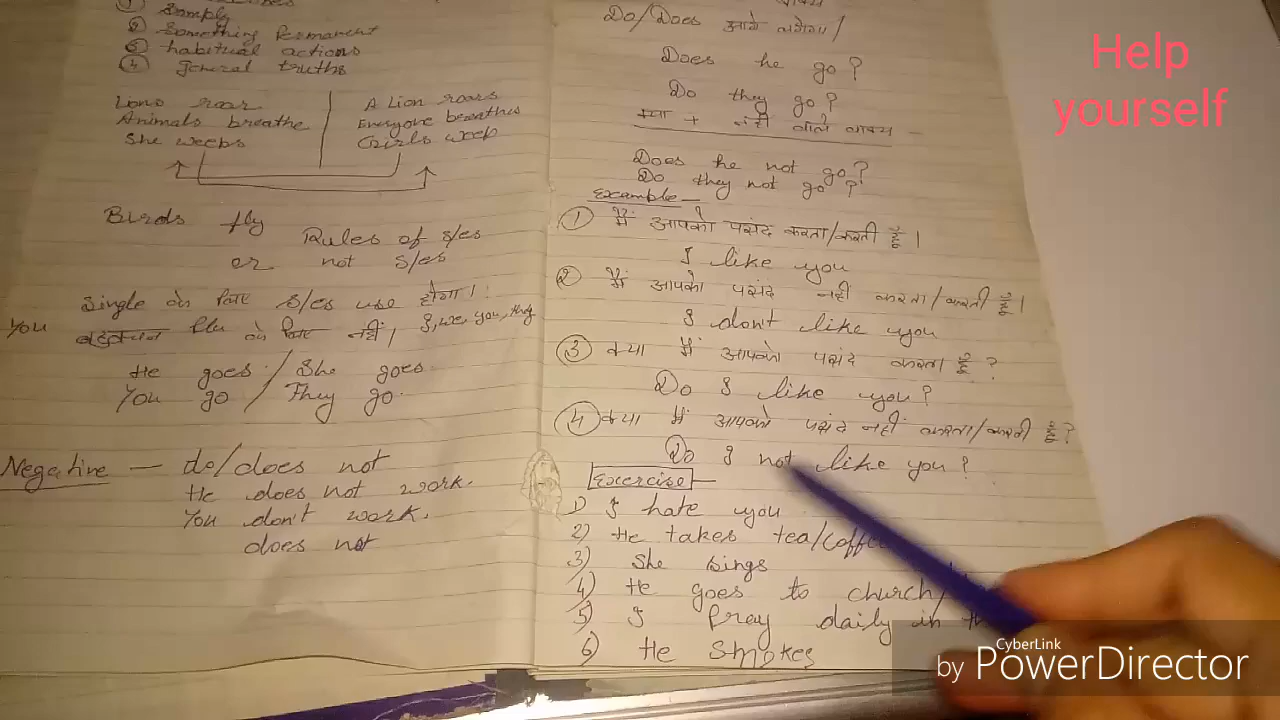 ① Simply
② Something Permanent
③ habitual actions
④ general truths
Lions roar
Animals breathe
She weeps
A Lion roars
Everyone breathes
Girls weep
Birds fly
Rules of s/es
or not s/es
Single के लिए s/es use होगा।
You बहुवचन के लिए नहीं। I, we, you, they
He goes / She goes.
You go / They go.
Negative — do/does not
He does not work.
You don't work.
does not
वाक्य
Do/Does आगे लगेगा/
Does he go?
Do they go?
क्या + नहीं वाले वाक्य —
Does he not go?
Do they not go?
Example —
① मैं आपको पसंद करता/करती हूँ।
I like you
② मैं आपको पसंद नहीं करता/करती हूँ।
I don't like you
③ क्या मैं आपको पसंद करता हूँ?
Do I like you?
④ क्या मैं आपको पसंद नहीं करता/करती हूँ?
Do I not like you?
Exercise —
1) I hate you
2) He takes tea/coffee
3) She sings
4) He goes to church/
5) I Pray daily in
6) He smokes
Help
yourself
CyberLink
by PowerDirector